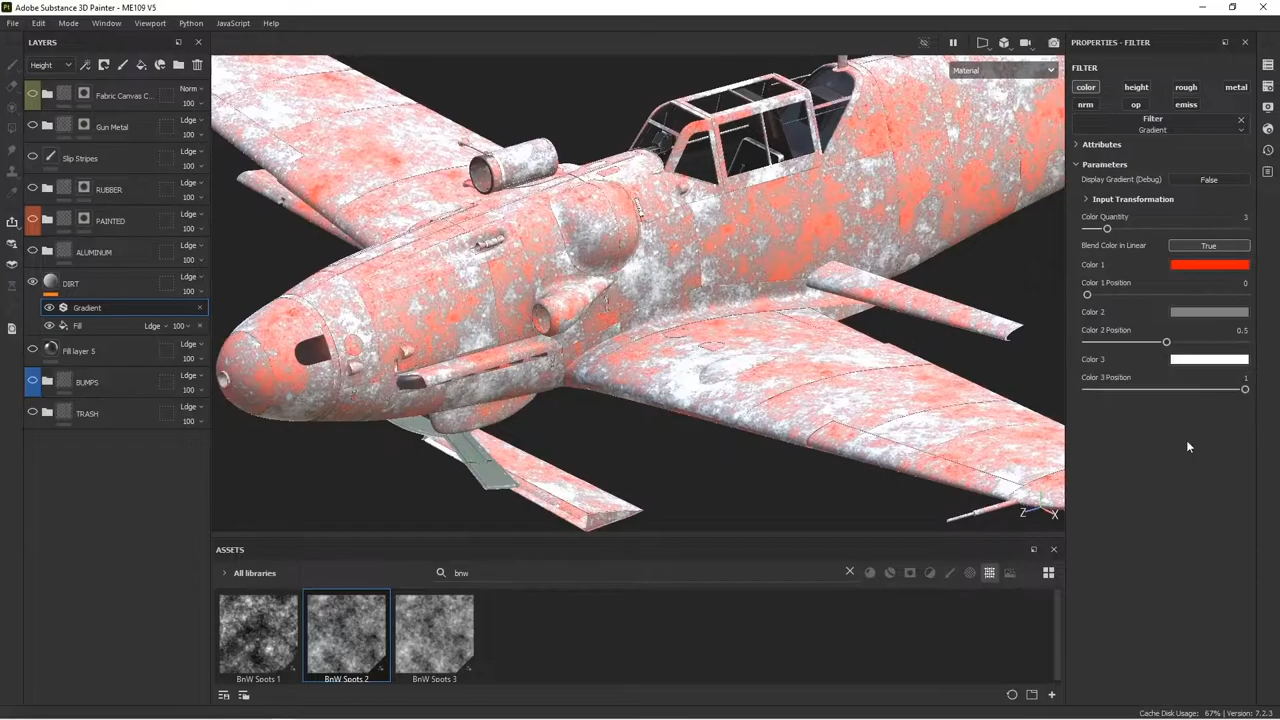 Pt Adobe Substance 3D Painter - ME109 V5
File Edit Mode Window Viewport Python JavaScript Help
LAYERS
Height
Fabric Canvas C...
Norm
100
Gun Metal
Ldge
100
Slip Stripes
Ldge
100
RUBBER
Ldge
100
PAINTED
Ldge
100
ALUMINUM
Ldge
100
DIRT
Ldge
100
Gradient
Fill Ldge 100
Fill layer 5
Ldge
100
BUMPS
Ldge
100
TRASH
Ldge
100
Material
Z X
ASSETS
All libraries
bnw
BnW Spots 1
BnW Spots 2
BnW Spots 3
PROPERTIES - FILTER
FILTER
color height rough metal
nrm op emiss
Filter
Gradient
Attributes
Parameters
Display Gradient (Debug) False
Input Transformation
Color Quantity 3
Blend Color in Linear True
Color 1
Color 1 Position 0
Color 2
Color 2 Position 0.5
Color 3
Color 3 Position 1
Cache Disk Usage: 67% | Version: 7.2.3